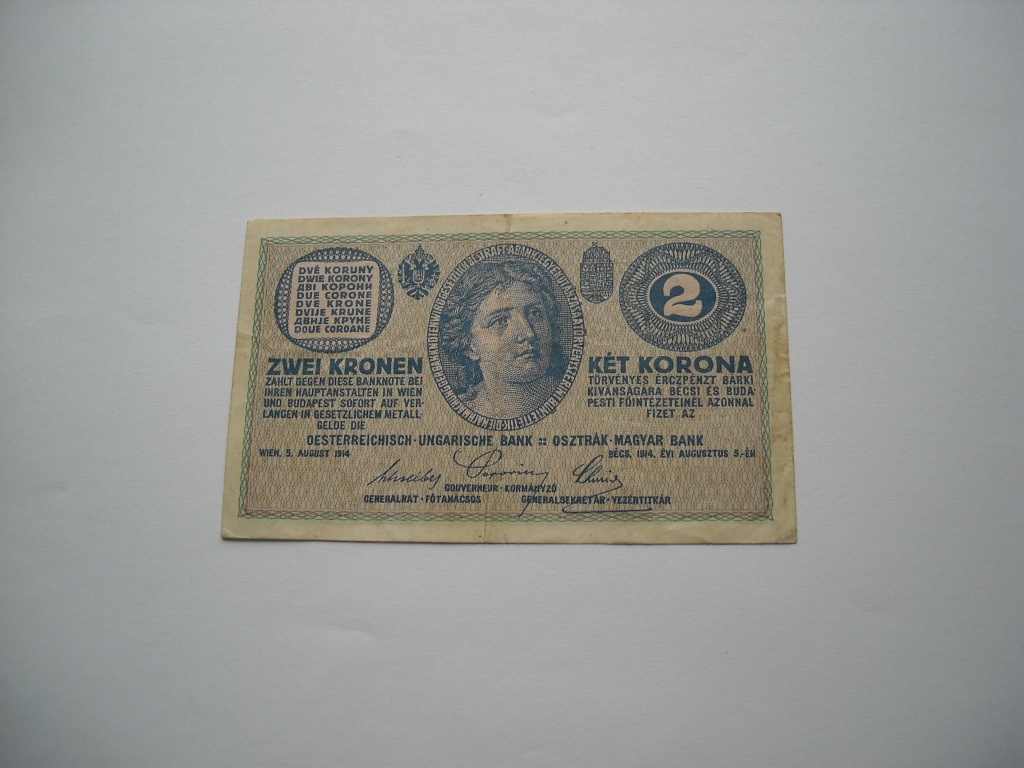 DVĚ KORUNY
DWIE KORONY
ДВІ КОРОНИ
DUE CORONE
DVE KRONE
DVIJE KRUNE
ДВИЈЕ КРУНЕ
DOUE COROANE
2
ZWEI KRONEN
ZAHLT GEGEN DIESE BANKNOTE BEI
IHREN HAUPTANSTALTEN IN WIEN
UND BUDAPEST SOFORT AUF VER-
LANGEN IN GESETZLICHEM METALL-
GELDE DIE
KÉT KORONA
TÖRVÉNYES ÉRCZPÉNZT BÁRKI
KIVÁNSÁGÁRA BÉCSI ÉS BUDA-
PESTI FŐINTÉZETEINÉL AZONNAL
FIZET AZ
OESTERREICHISCH-UNGARISCHE BANK :: OSZTRÁK-MAGYAR BANK
WIEN, 5. AUGUST 1914
BÉCS, 1914. ÉVI AUGUSZTUS 5.-ÉN
GOUVERNEUR · KORMÁNYZÓ
GENERALRAT · FŐTANÁCSOS
GENERALSEKRETÄR · VEZÉRTITKÁR